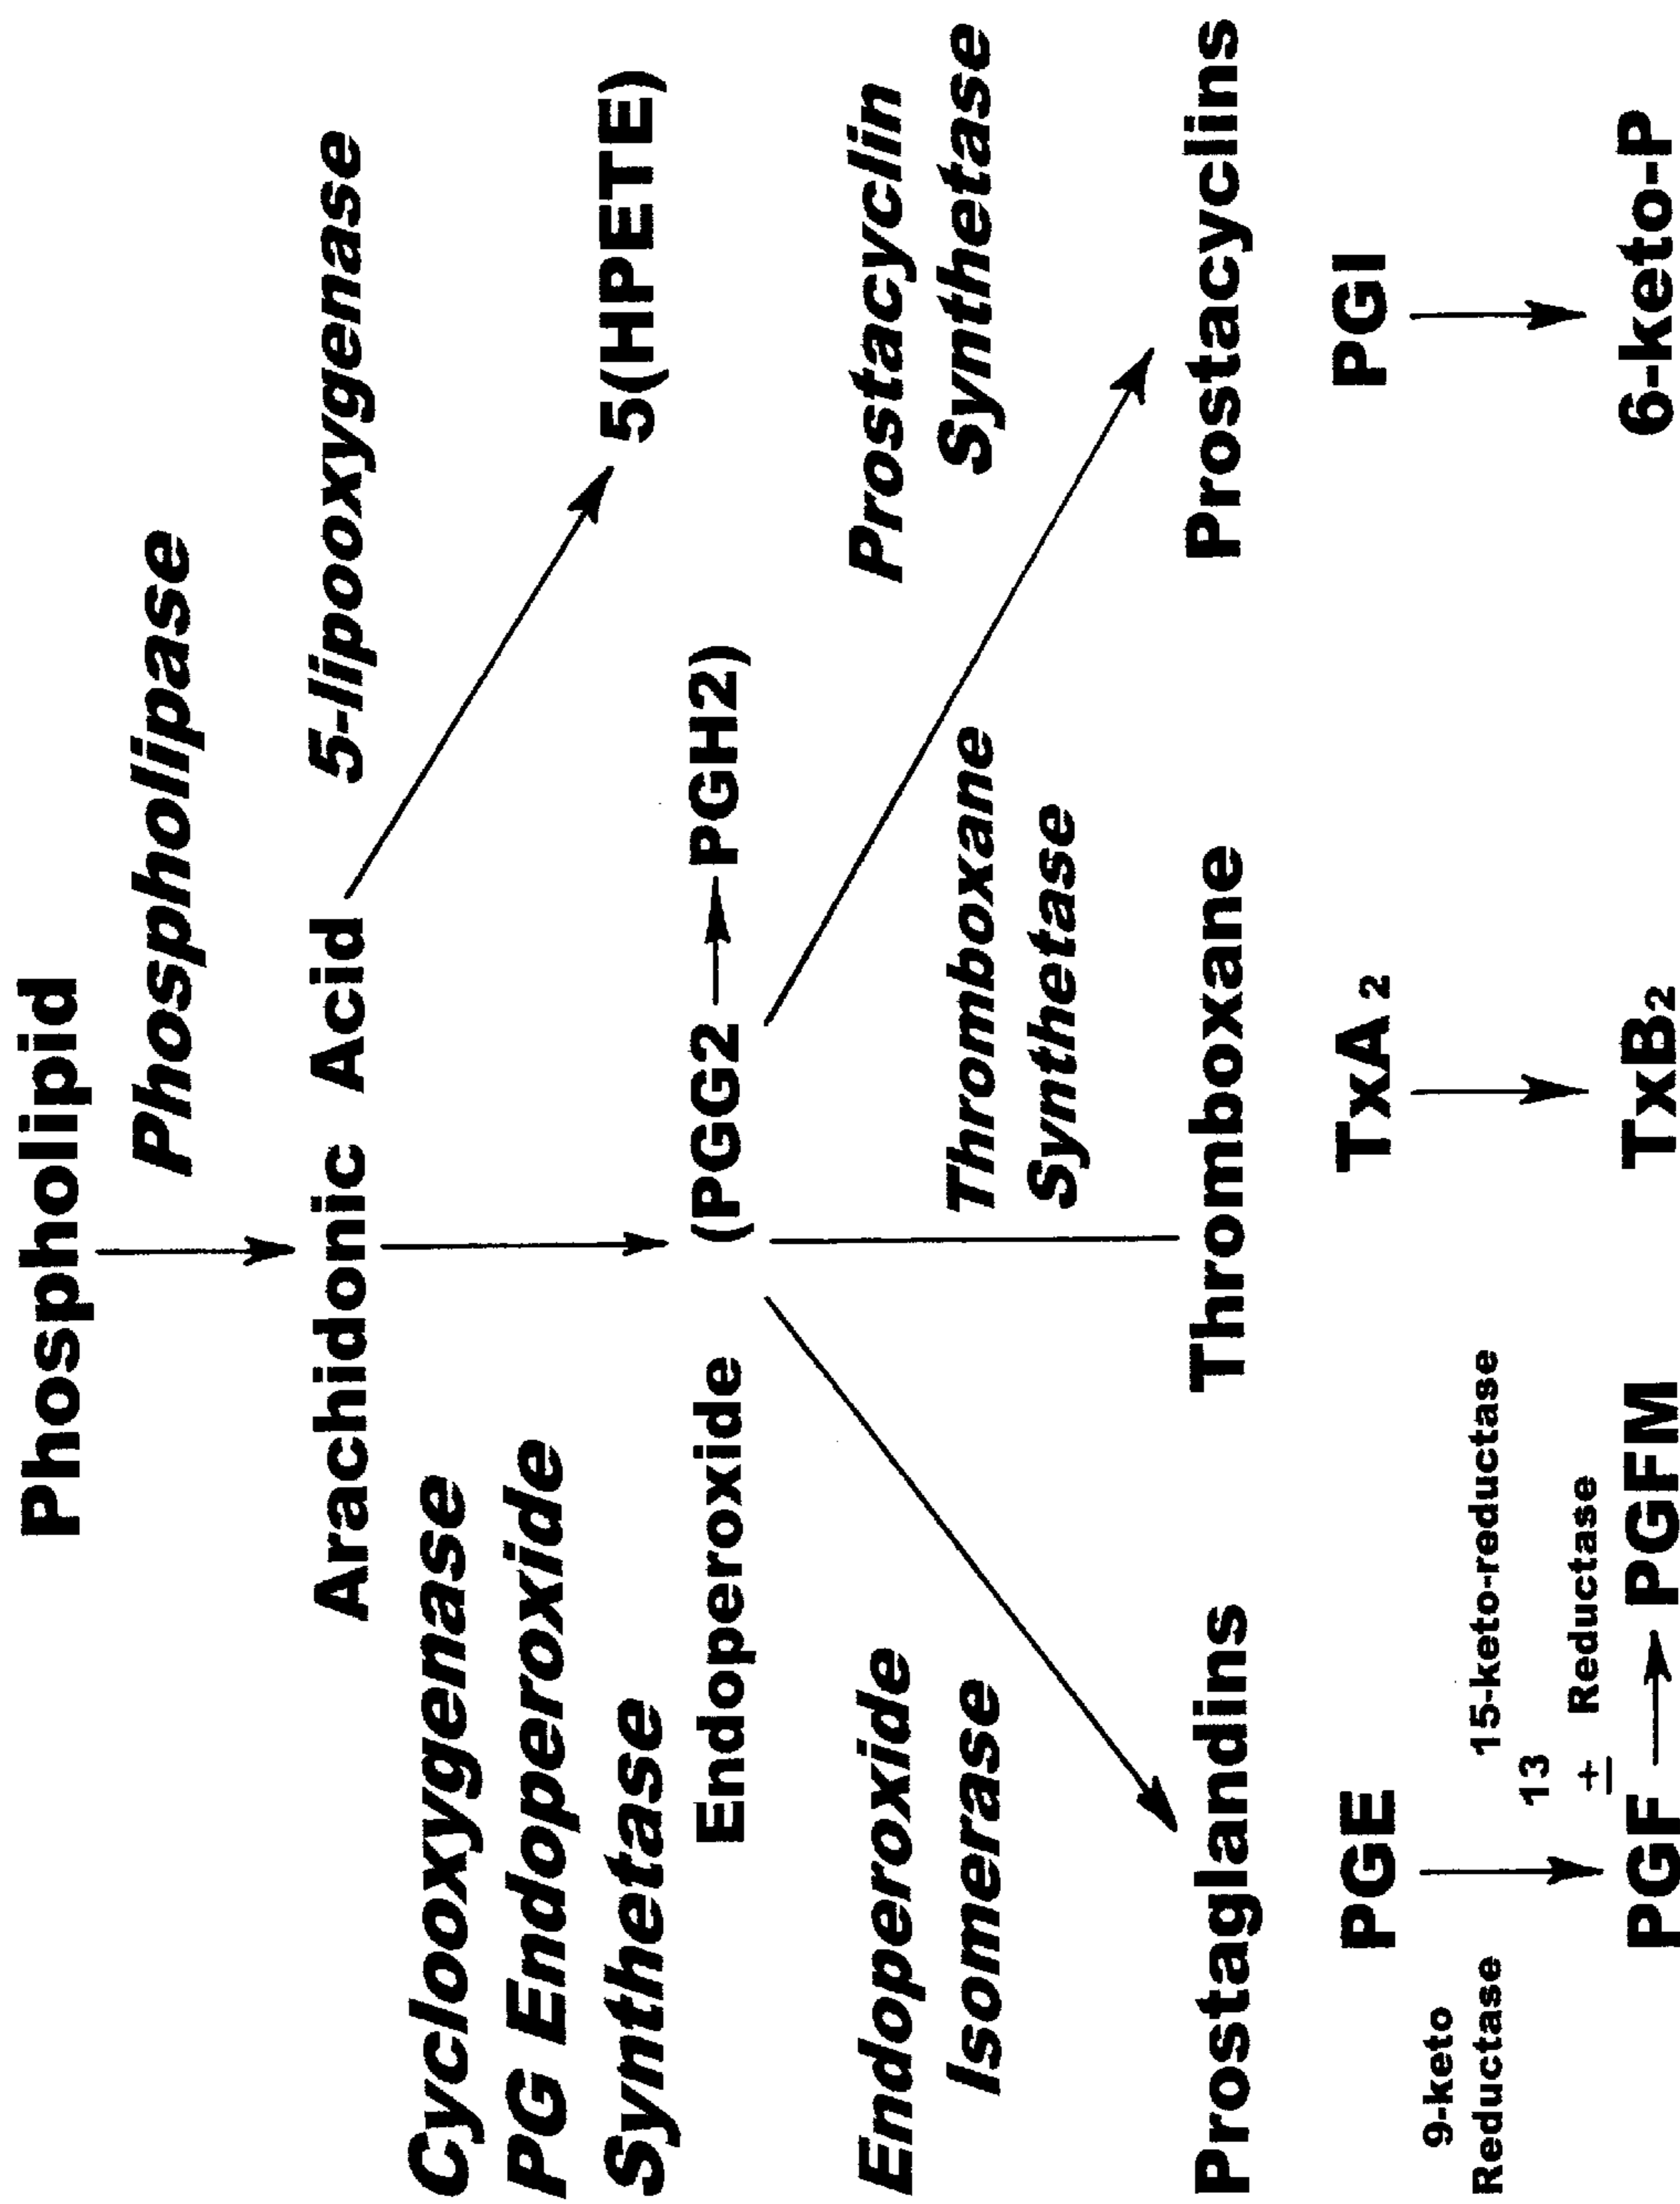 Phospholipid
Phospholipase
Arachidonic Acid
5-lipooxygenase
Cyclooxygenase
PG Endoperoxide
Synthetase
5(HPETE)
Endoperoxide
(PGG2
PGH2)
Endoperoxide
Isomerase
Thromboxane
Synthetase
Prostacyclin
Synthetase
Prostaglandins
Thromboxane
Prostacyclins
PGE
TxA2
PGI
9-keto
Reductase
15-keto-reductase
13
±
Reductase
PGF
PGFM
TxB2
6-keto-P